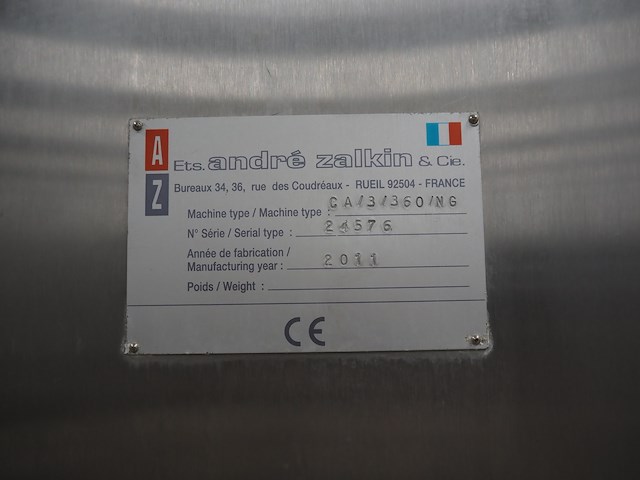 A
Z
Ets. andré zalkin & Cie.
Bureaux 34, 36, rue des Coudréaux - RUEIL 92504 - FRANCE
Machine type / Machine type : CA/3/360/NG
N° Série / Serial type : 24576
Année de fabrication /
Manufacturing year : 2011
Poids / Weight :
CE